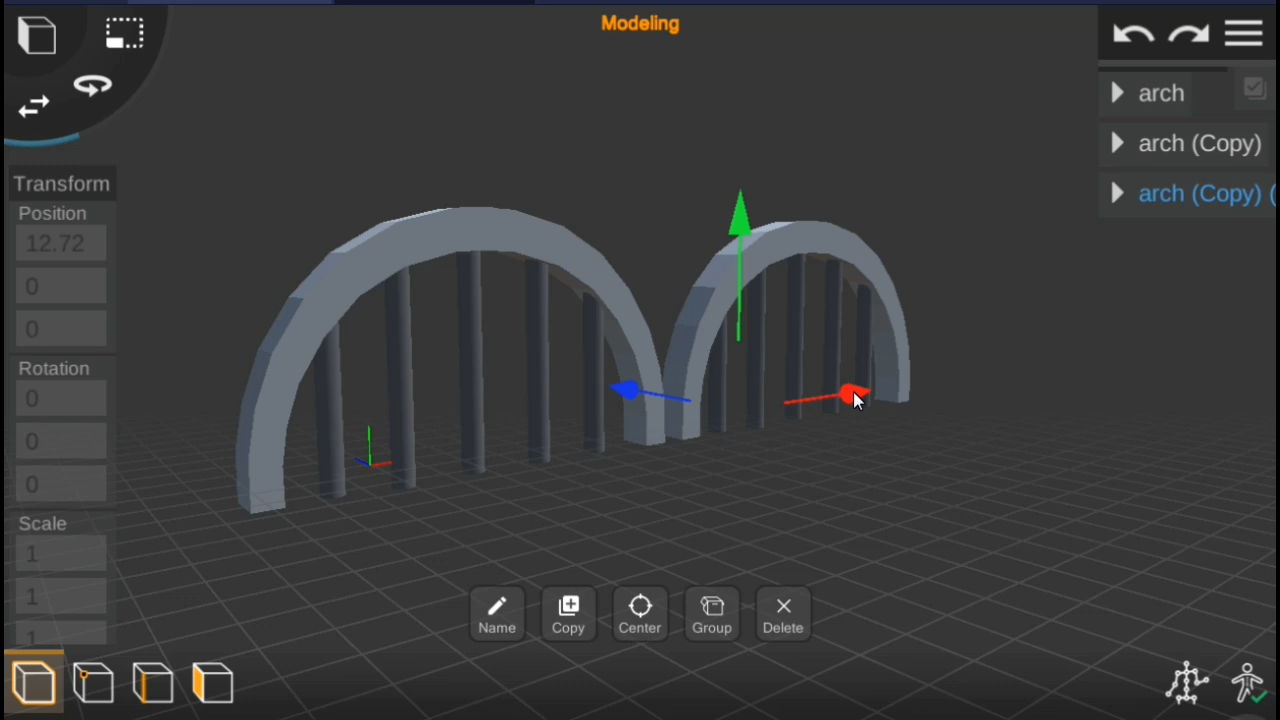 Modeling
arch
arch (Copy)
arch (Copy) (
Transform
Position
12.72
0
0
Rotation
0
0
0
Scale
1
1
1
Name
Copy
Center
Group
Delete